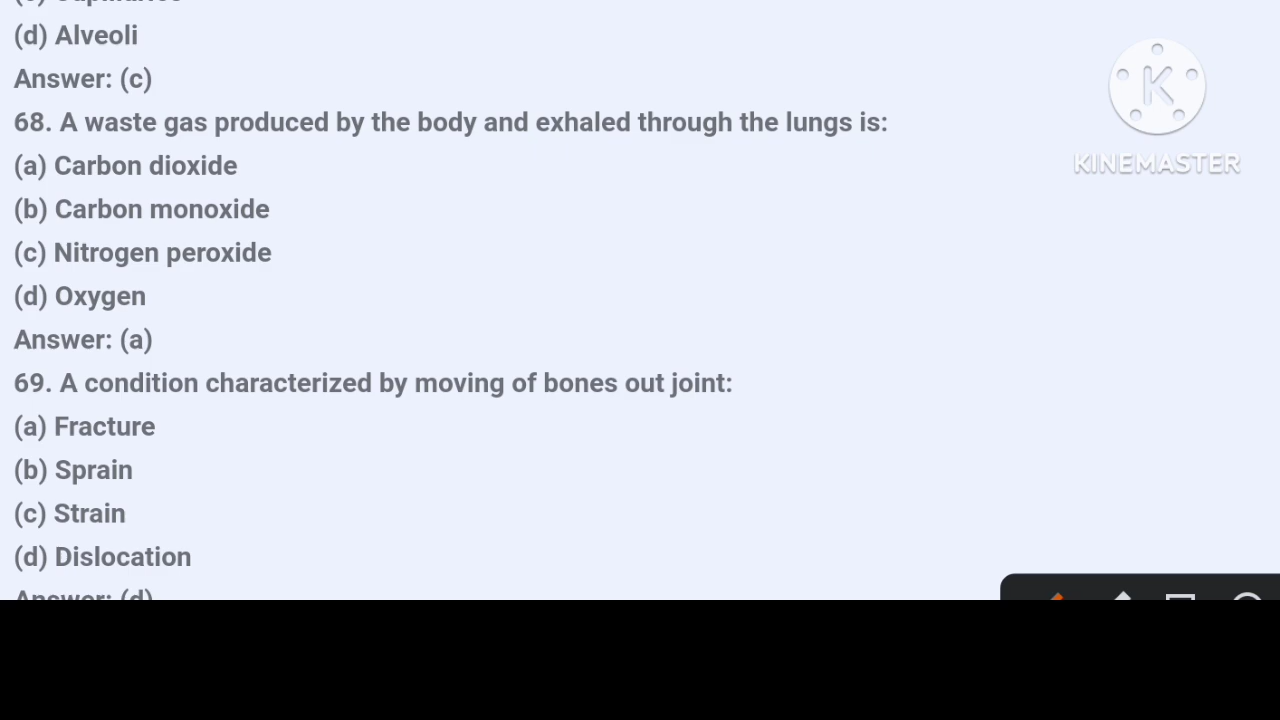 (d) Alveoli
Answer: (c)
68. A waste gas produced by the body and exhaled through the lungs is:
(a) Carbon dioxide
(b) Carbon monoxide
(c) Nitrogen peroxide
(d) Oxygen
Answer: (a)
69. A condition characterized by moving of bones out joint:
(a) Fracture
(b) Sprain
(c) Strain
(d) Dislocation
Answer: (d)
K
KINEMASTER